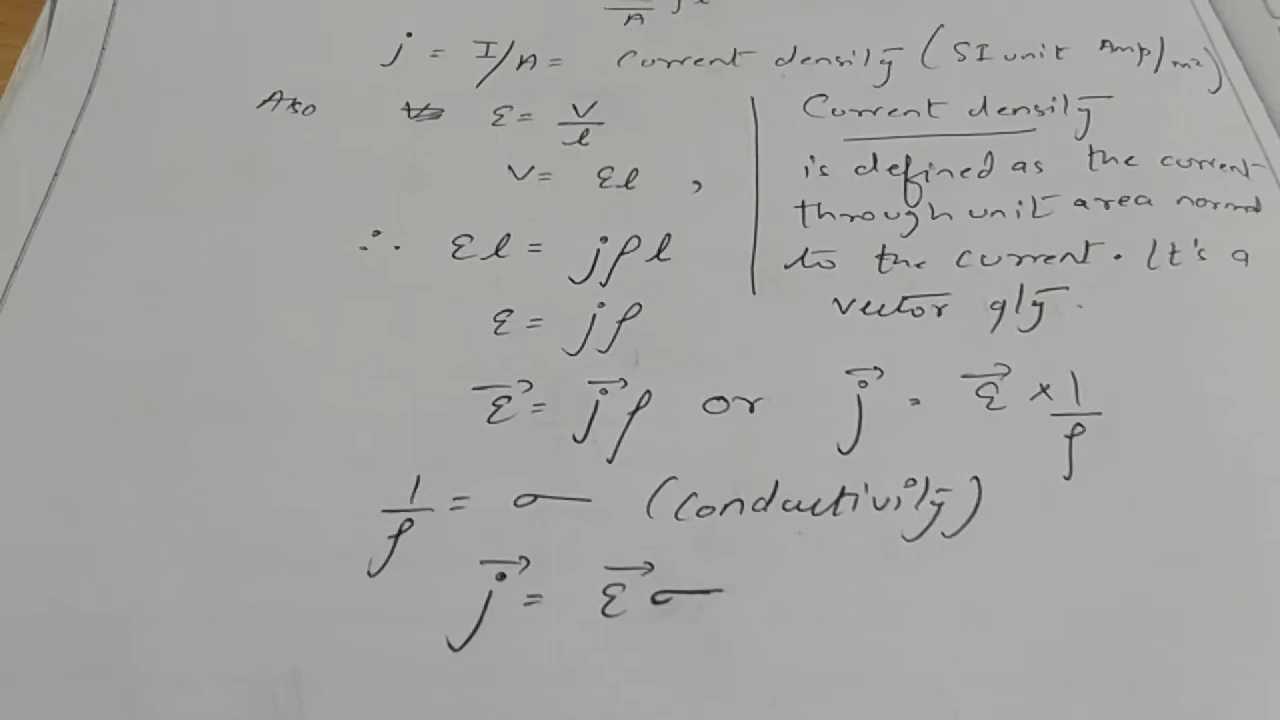 A
j = I/A = Current density (SI unit Amp/m²)
Also ε = V/l
V = εl ,
∴ εl = jρl
ε = jρ
Current density
is defined as the current
through unit area normal
to the current. It's a
vector qty.
ε⃗ = j⃗ρ or j⃗ = ε⃗ × 1/ρ
1/ρ = σ (conductivity)
j⃗ = ε⃗ σ